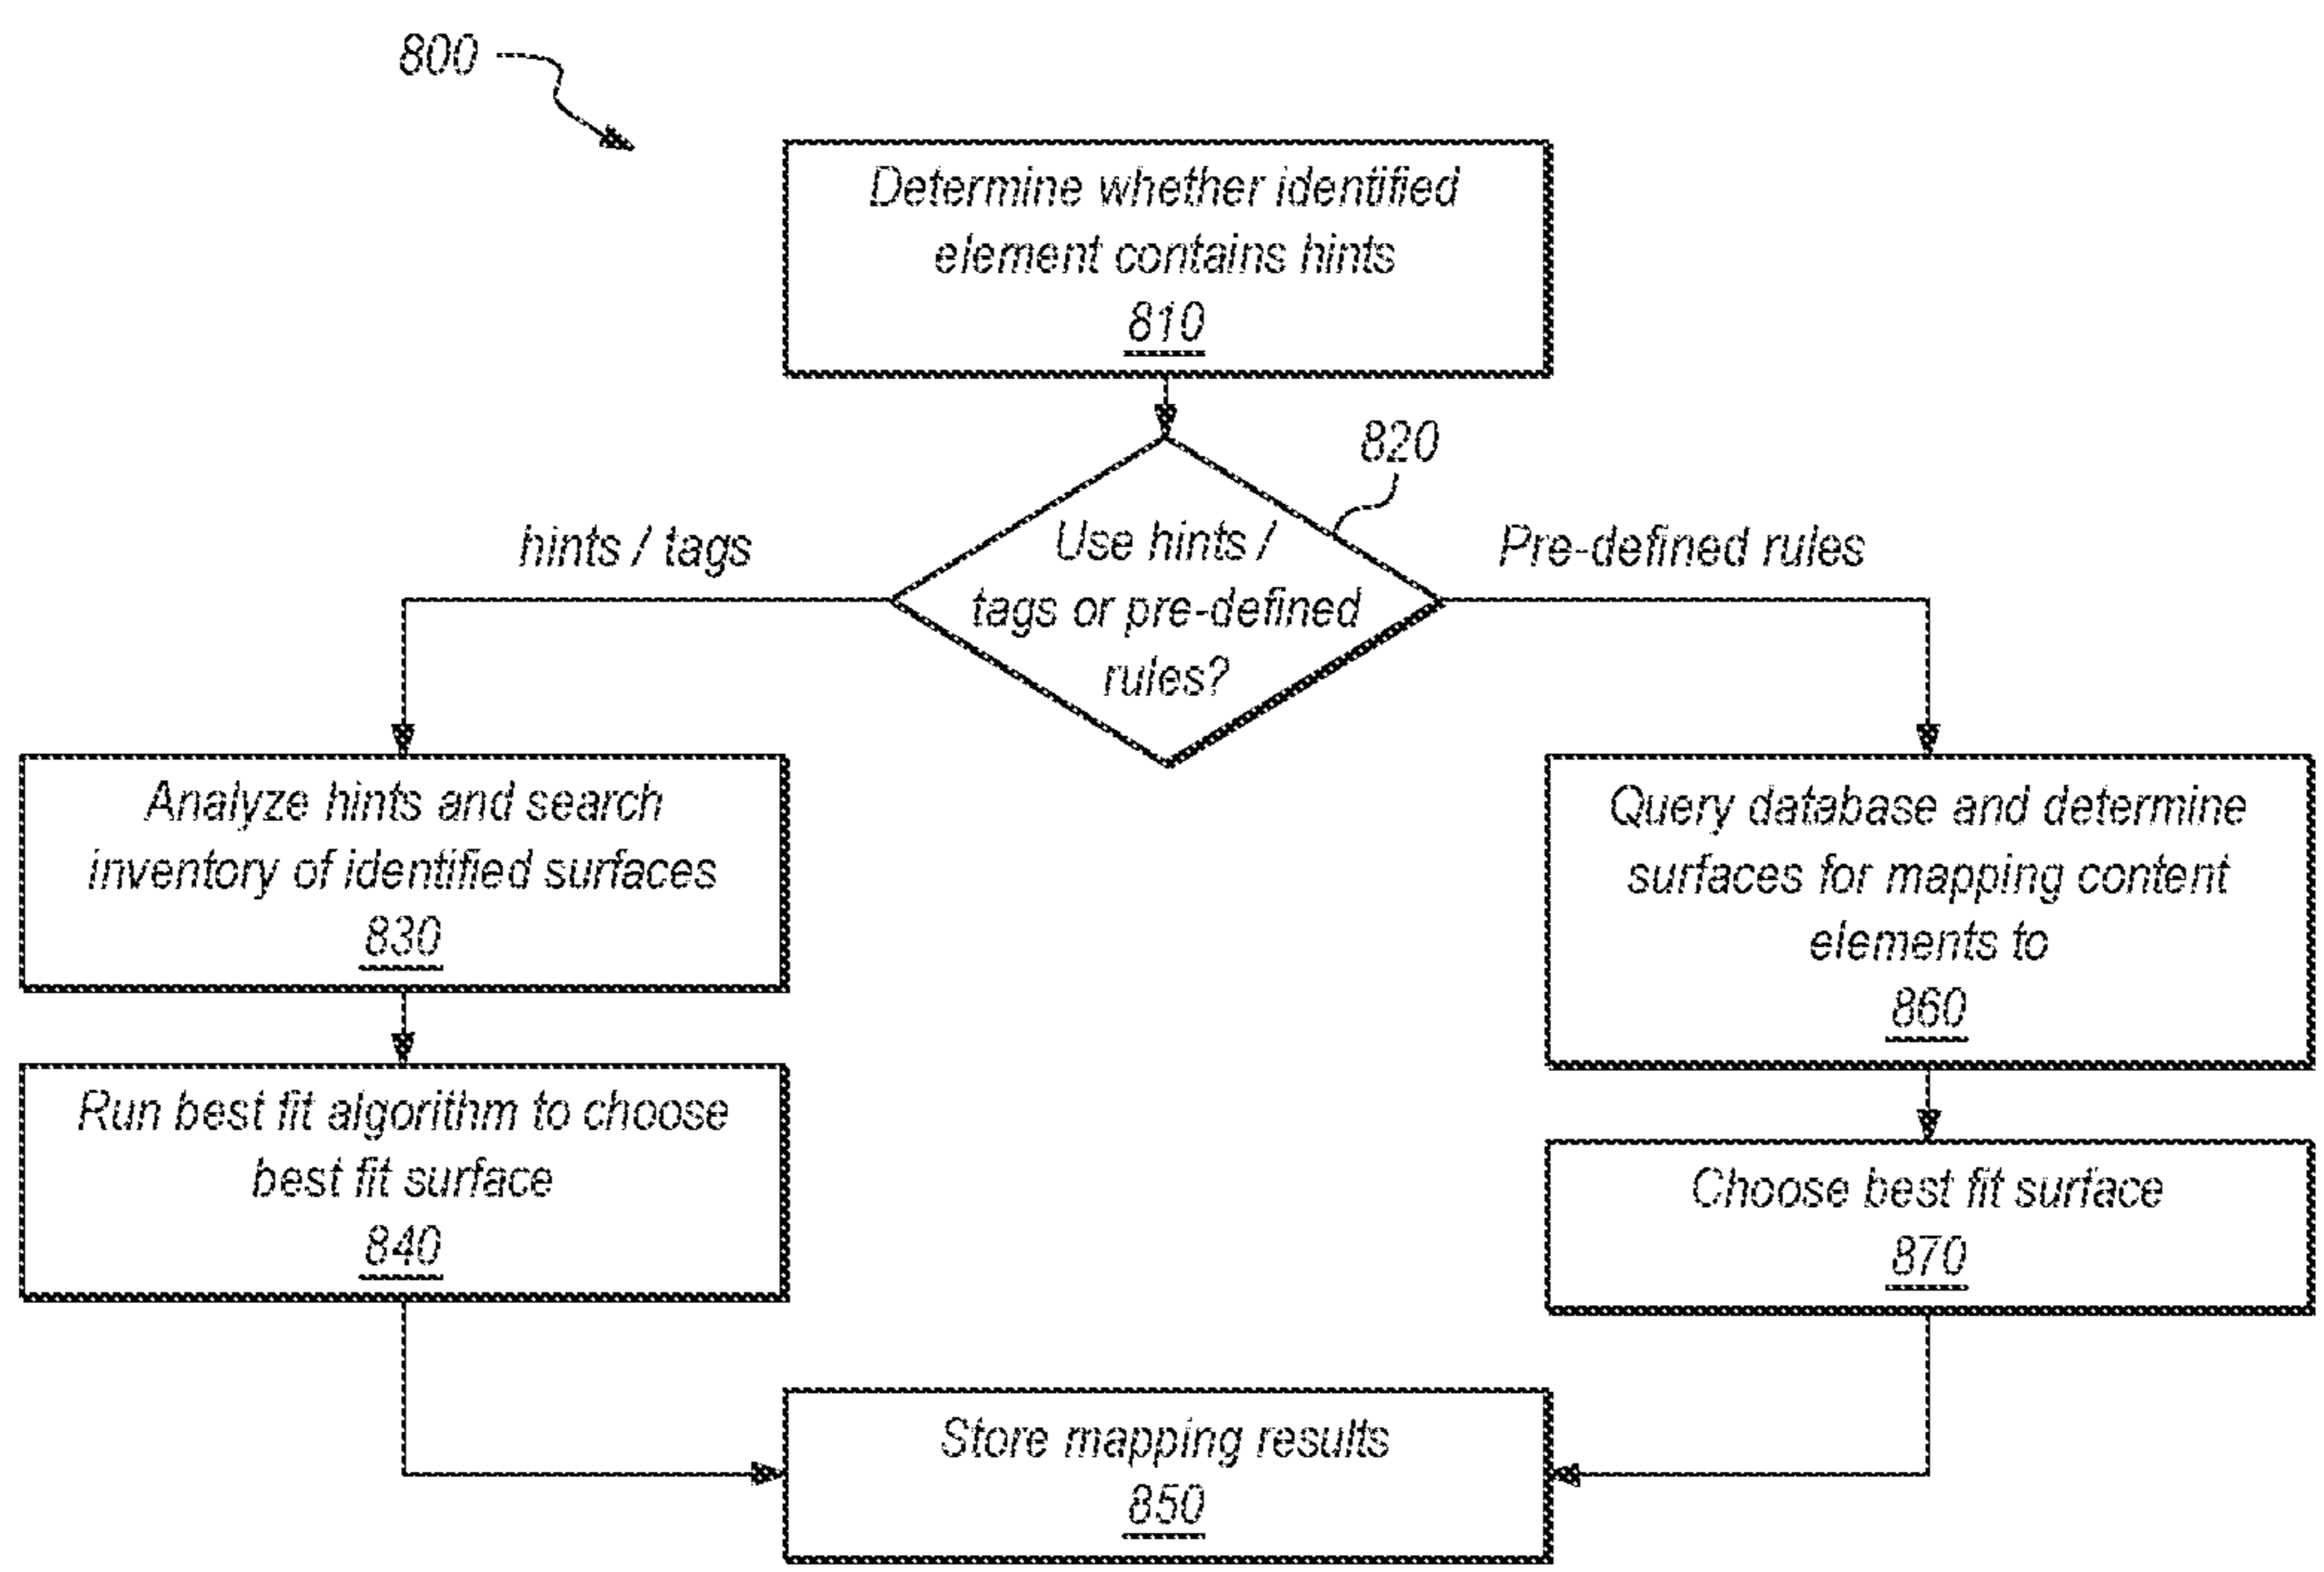 800
Determine whether identified
element contains hints
810
820
Use hints /
tags or pre-defined
rules?
hints / tags
Pre-defined rules
Analyze hints and search
inventory of identified surfaces
830
Run best fit algorithm to choose
best fit surface
840
Query database and determine
surfaces for mapping content
elements to
860
Choose best fit surface
870
Store mapping results
850